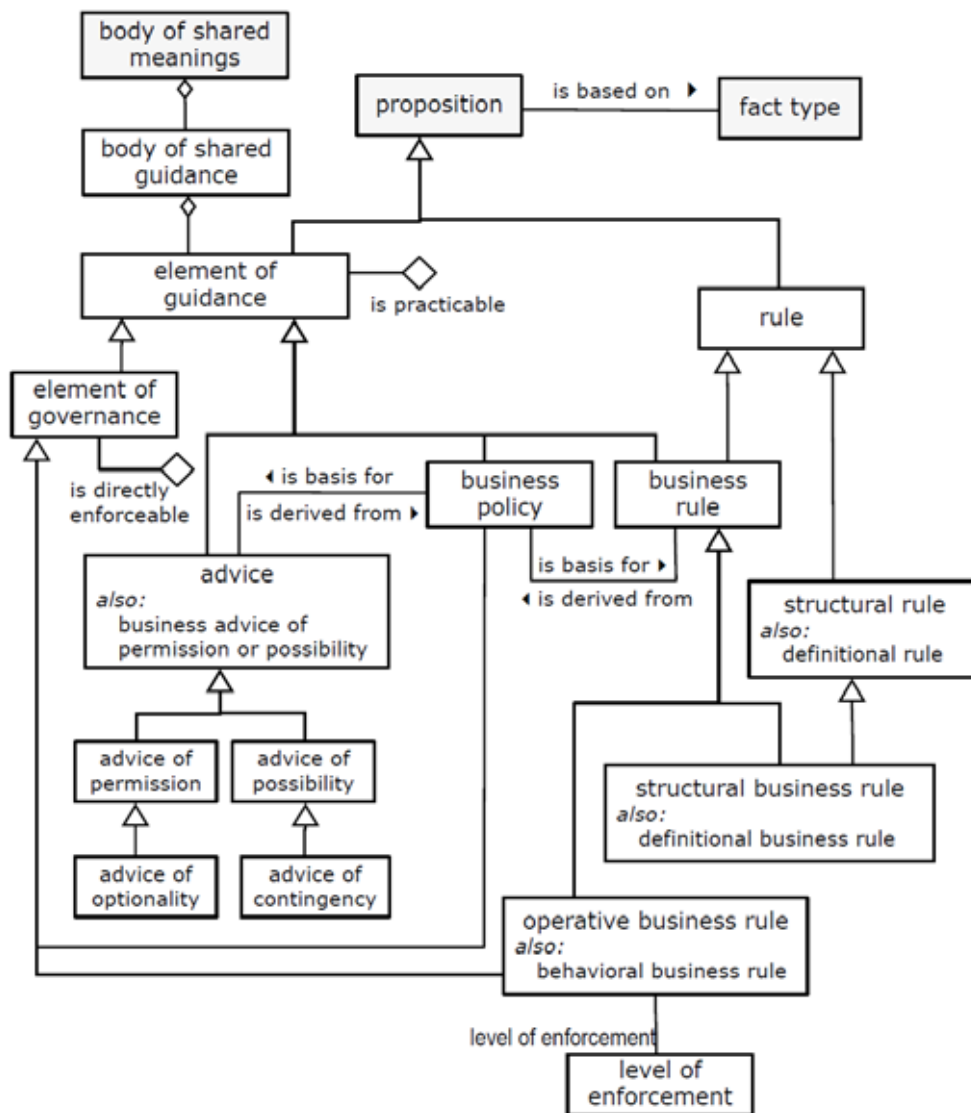 body of shared
meanings
proposition
is based on ▶
fact type
body of shared
guidance
element of
guidance
is practicable
rule
element of
governance
is directly
enforceable
◀ is basis for
is derived from ▶
business
policy
business
rule
is basis for ▶
◀ is derived from
advice
also:
business advice of
permission or possibility
structural rule
also:
definitional rule
advice of
permission
advice of
possibility
structural business rule
also:
definitional business rule
advice of
optionality
advice of
contingency
operative business rule
also:
behavioral business rule
level of enforcement
level of
enforcement